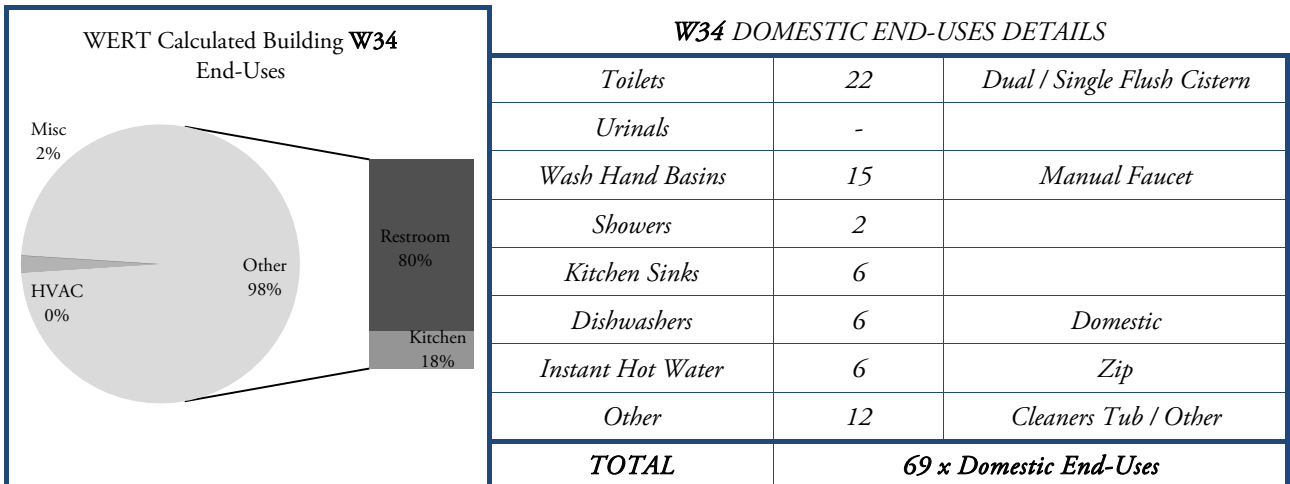 WERT Calculated Building W34
End-Uses
Misc
2%
HVAC
0%
Other
98%
Restroom
80%
Kitchen
18%
W34 DOMESTIC END-USES DETAILS
Toilets 22 Dual / Single Flush Cistern
Urinals -
Wash Hand Basins 15 Manual Faucet
Showers 2
Kitchen Sinks 6
Dishwashers 6 Domestic
Instant Hot Water 6 Zip
Other 12 Cleaners Tub / Other
TOTAL 69 x Domestic End-Uses